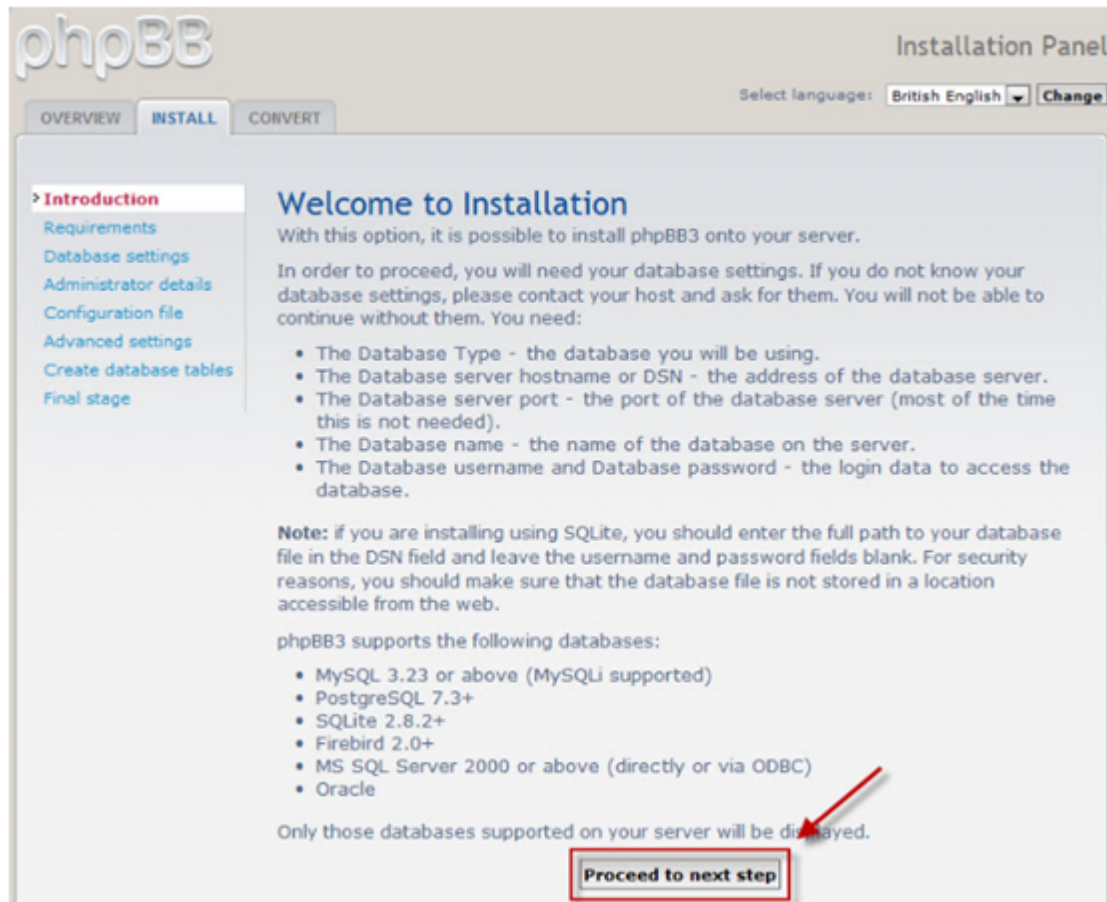 phpBB
Installation Panel
Select language: British English Change
OVERVIEW INSTALL CONVERT
Introduction
Requirements
Database settings
Administrator details
Configuration file
Advanced settings
Create database tables
Final stage
Welcome to Installation
With this option, it is possible to install phpBB3 onto your server.
In order to proceed, you will need your database settings. If you do not know your
database settings, please contact your host and ask for them. You will not be able to
continue without them. You need:
• The Database Type - the database you will be using.
• The Database server hostname or DSN - the address of the database server.
• The Database server port - the port of the database server (most of the time
this is not needed).
• The Database name - the name of the database on the server.
• The Database username and Database password - the login data to access the
database.
Note: if you are installing using SQLite, you should enter the full path to your database
file in the DSN field and leave the username and password fields blank. For security
reasons, you should make sure that the database file is not stored in a location
accessible from the web.
phpBB3 supports the following databases:
• MySQL 3.23 or above (MySQLi supported)
• PostgreSQL 7.3+
• SQLite 2.8.2+
• Firebird 2.0+
• MS SQL Server 2000 or above (directly or via ODBC)
• Oracle
Only those databases supported on your server will be displayed.
Proceed to next step